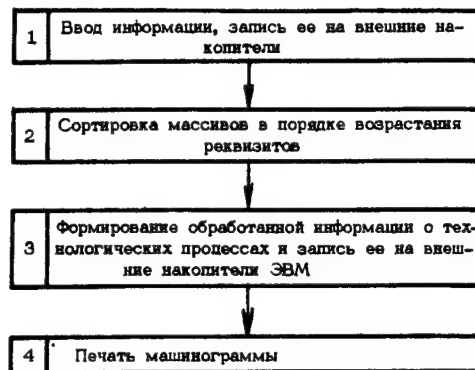 1 Ввод информации, запись ее на внешние на-
копители
2 Сортировка массивов в порядке возрастания
реквизитов
3 Формирование обработанной информации о тех-
нологических процессах и запись ее на внеш-
ние накопители ЭВМ
4 Печать машинограммы